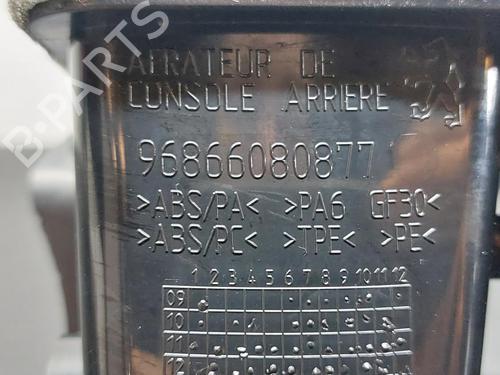 AERATEUR DE
CONSOLE ARRIERE
96866080877
>ABS/PA< >PA6 GF30<
>ABS/PC< >TPE< >PE<
1 2 3 4 5 6 7 8 9 10 11 12
09
10
11
12
B-PARTS